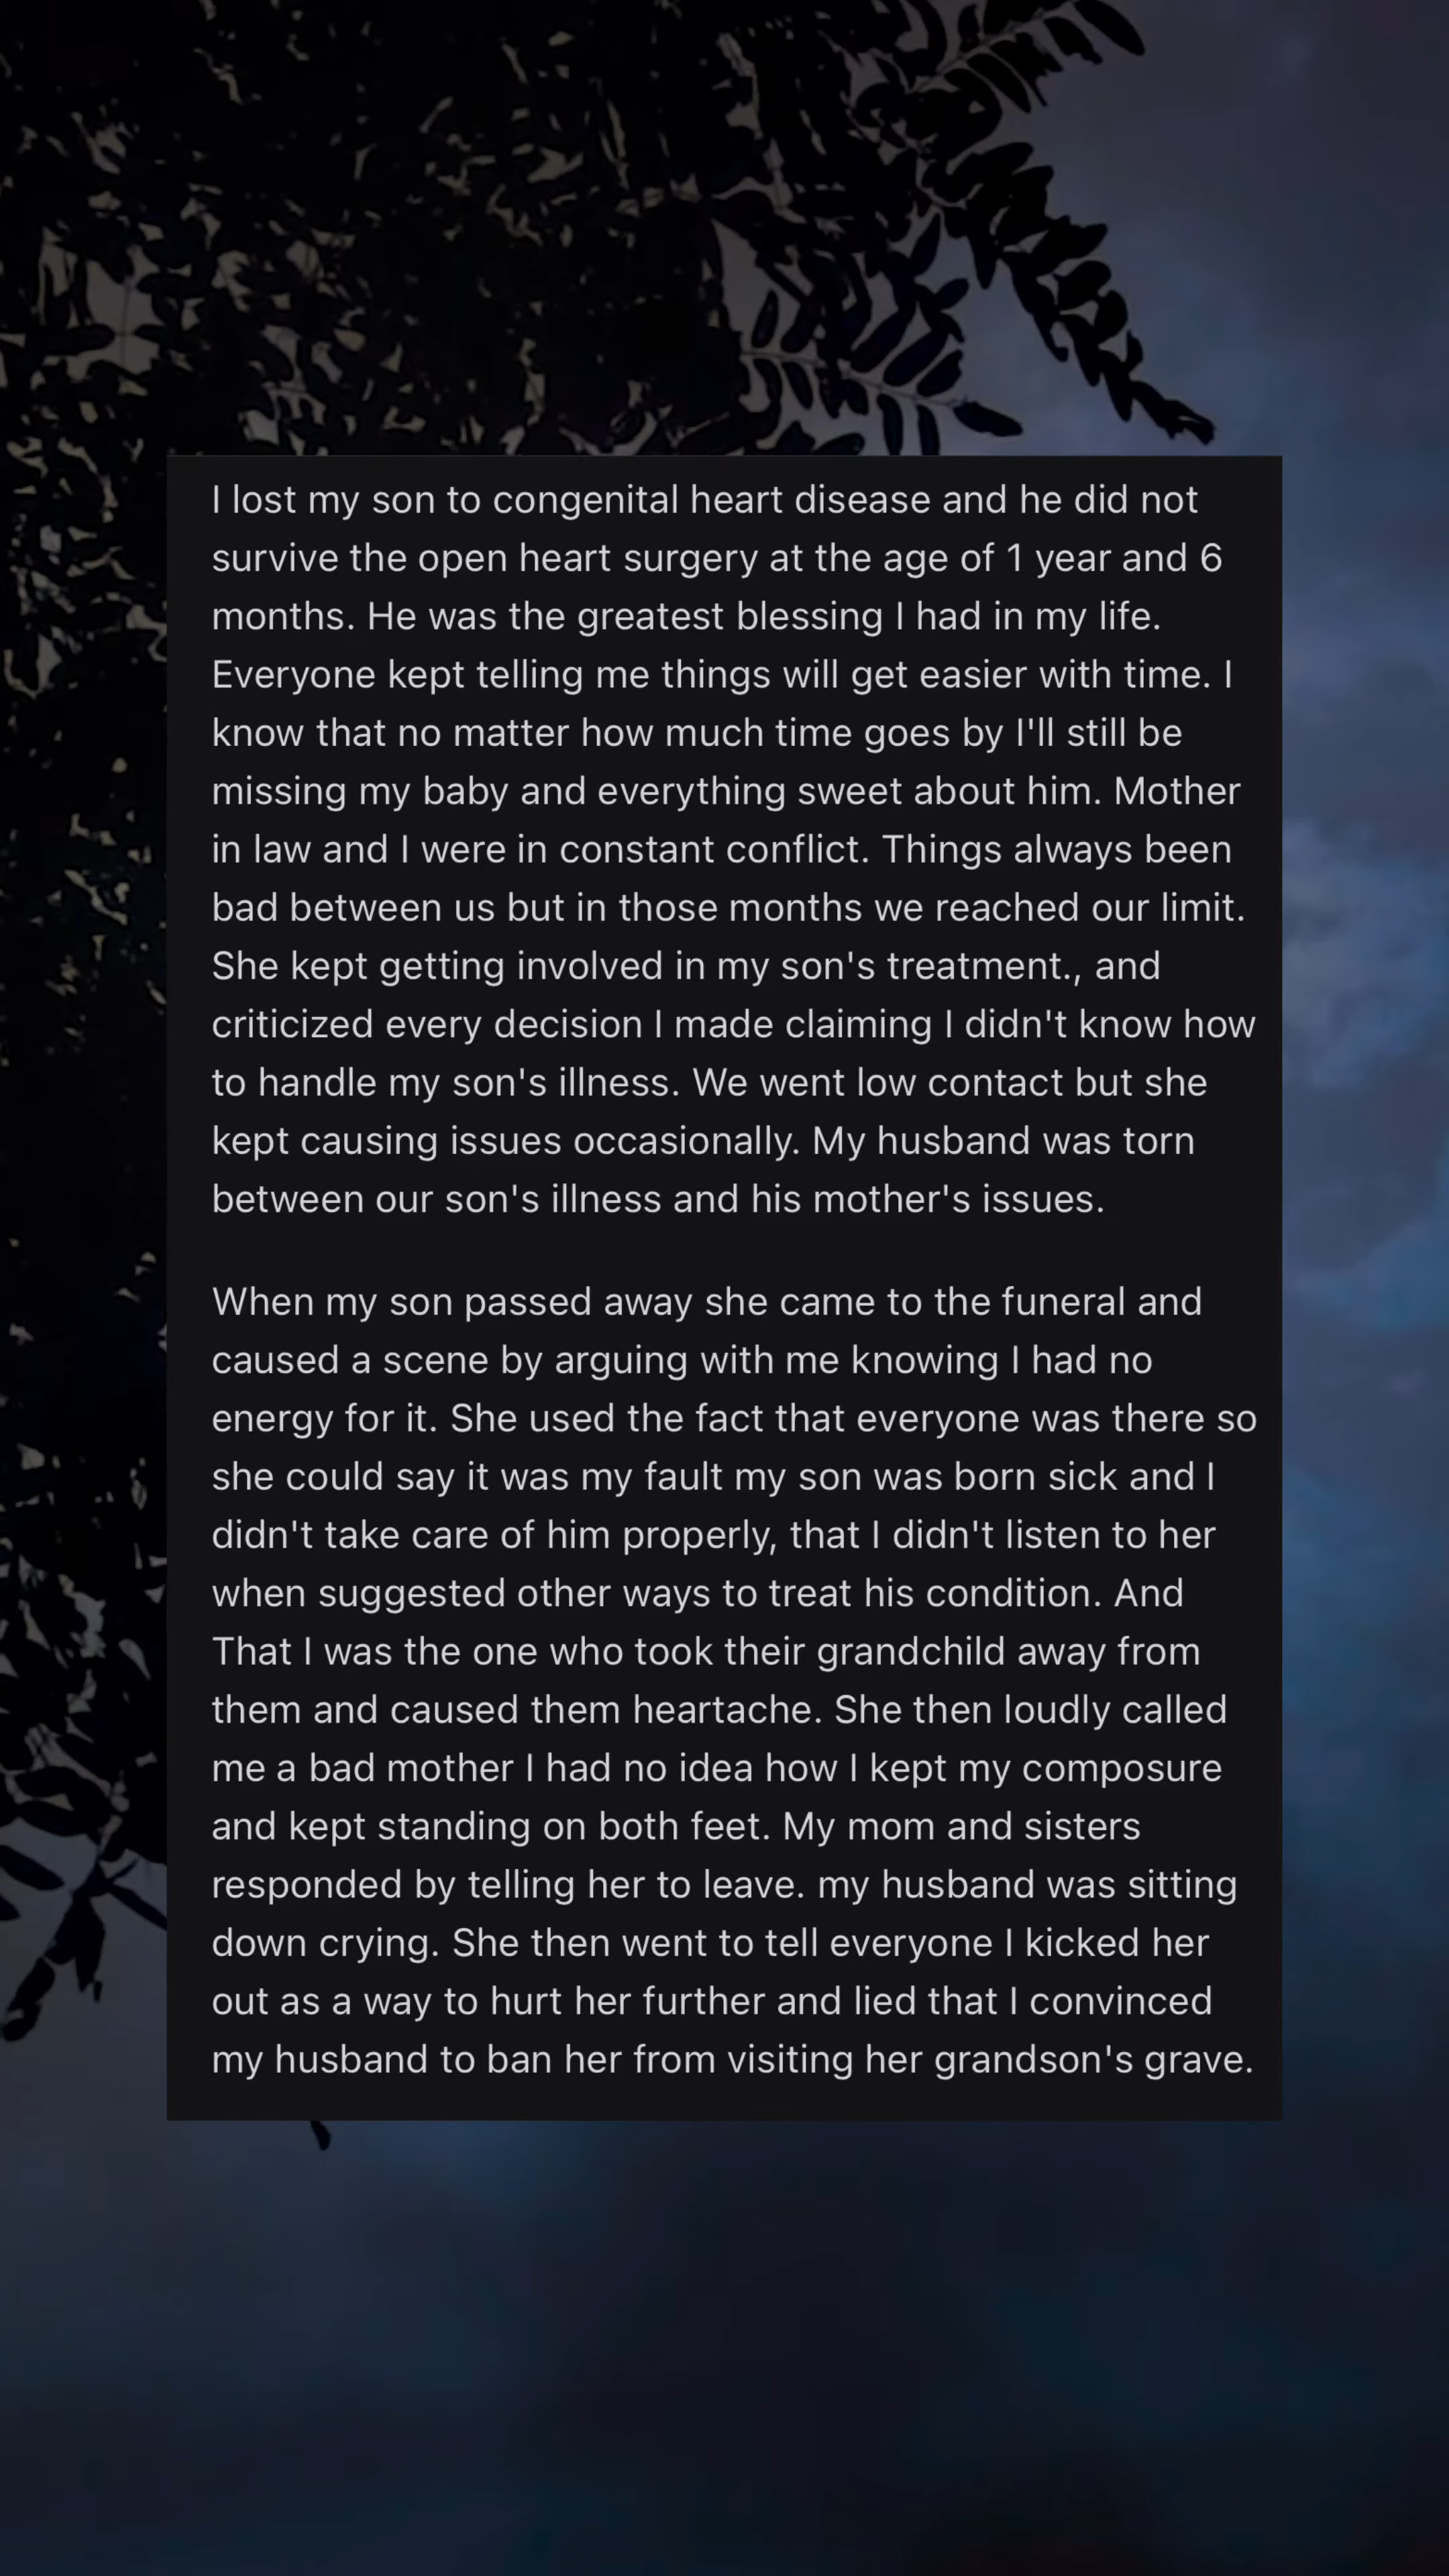 I lost my son to congenital heart disease and he did not
survive the open heart surgery at the age of 1 year and 6
months. He was the greatest blessing I had in my life.
Everyone kept telling me things will get easier with time. I
know that no matter how much time goes by I'll still be
missing my baby and everything sweet about him. Mother
in law and I were in constant conflict. Things always been
bad between us but in those months we reached our limit.
She kept getting involved in my son's treatment., and
criticized every decision I made claiming I didn't know how
to handle my son's illness. We went low contact but she
kept causing issues occasionally. My husband was torn
between our son's illness and his mother's issues.
When my son passed away she came to the funeral and
caused a scene by arguing with me knowing I had no
energy for it. She used the fact that everyone was there so
she could say it was my fault my son was born sick and I
didn't take care of him properly, that I didn't listen to her
when suggested other ways to treat his condition. And
That I was the one who took their grandchild away from
them and caused them heartache. She then loudly called
me a bad mother I had no idea how I kept my composure
and kept standing on both feet. My mom and sisters
responded by telling her to leave. my husband was sitting
down crying. She then went to tell everyone I kicked her
out as a way to hurt her further and lied that I convinced
my husband to ban her from visiting her grandson's grave.